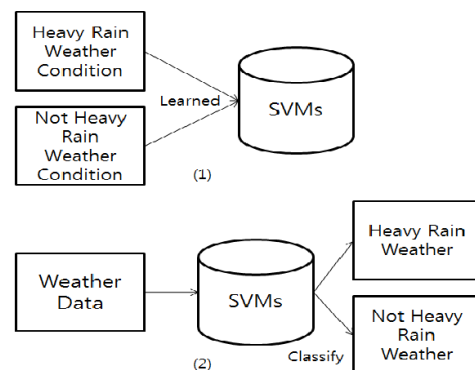 Heavy Rain
Weather
Condition
Learned
SVMs
Not Heavy
Rain
Weather
Condition
(1)
Weather
Data
SVMs
Heavy Rain
Weather
Classify
Not Heavy
Rain
Weather
(2)